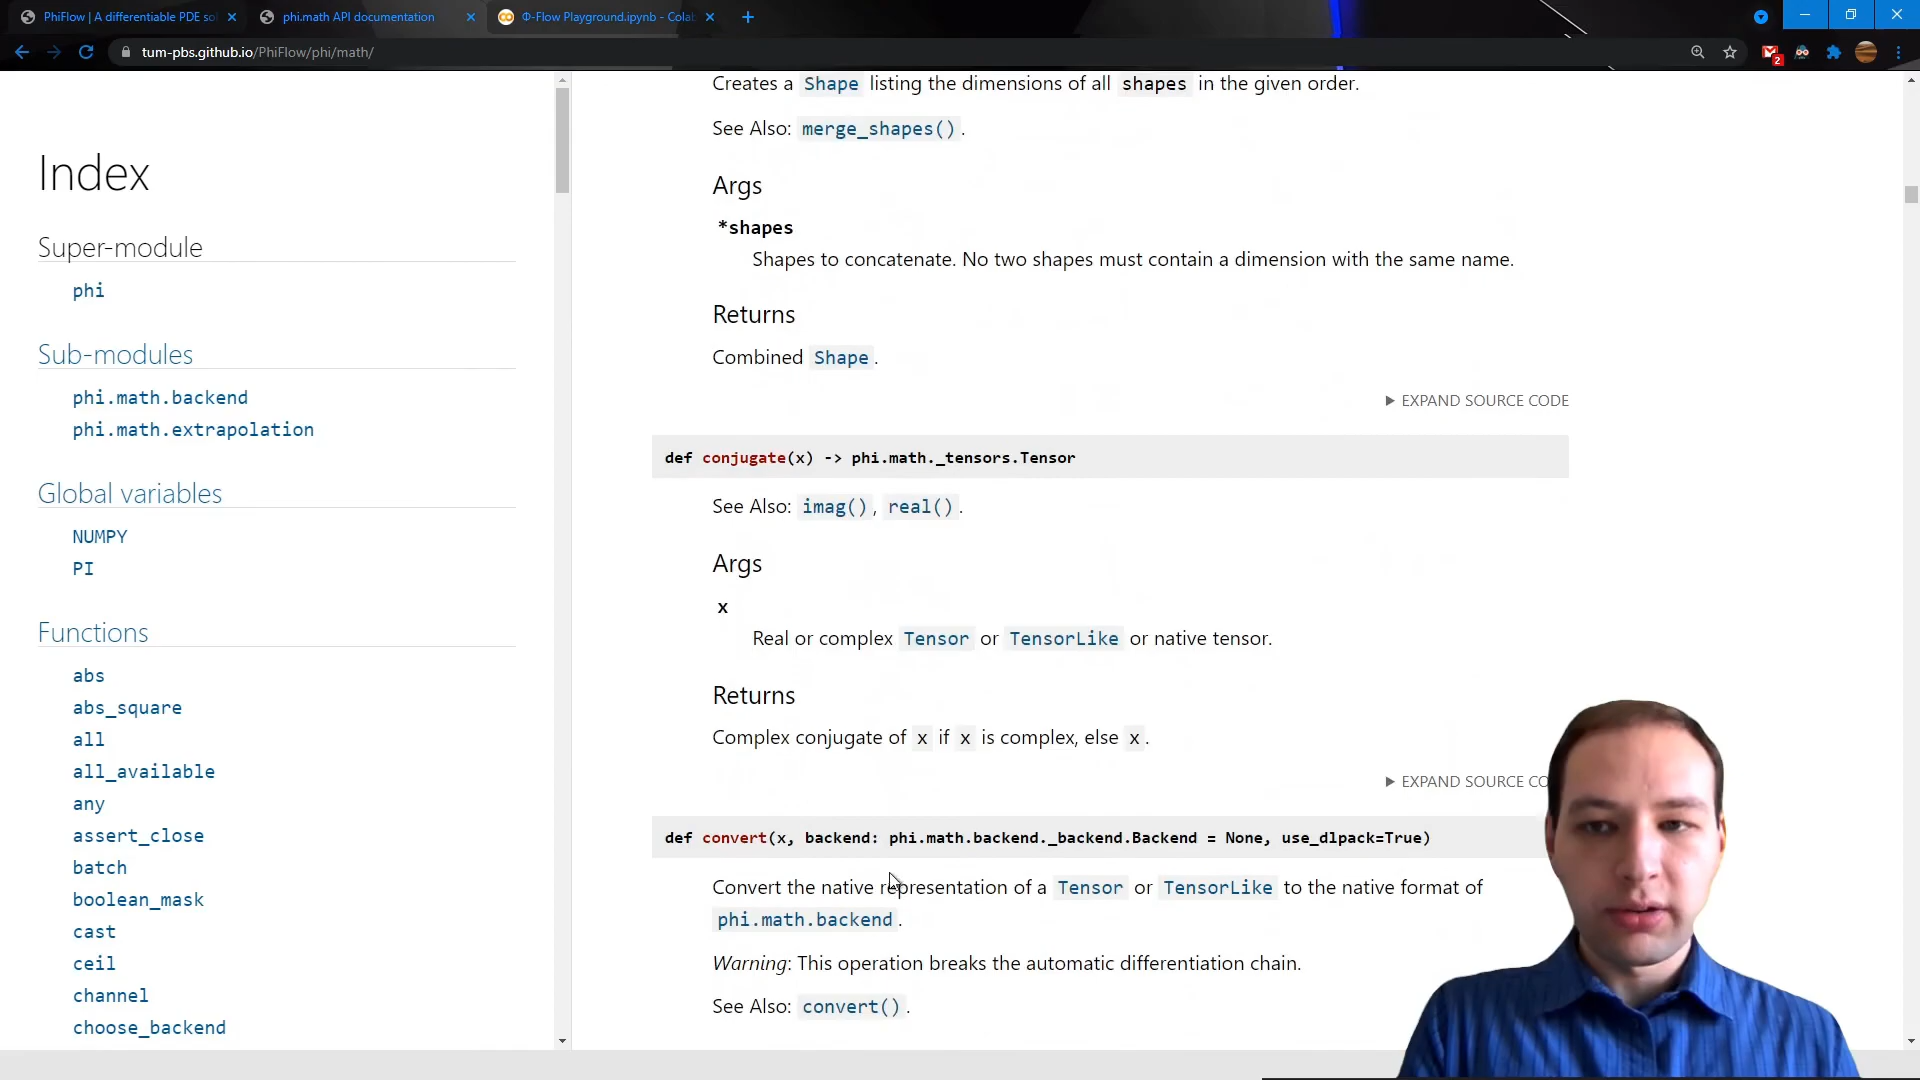 PhiFlow | A differentiable PDE so
phi.math API documentation
Φ-Flow Playground.ipynb - Colab
tum-pbs.github.io/PhiFlow/phi/math/
2
Index
Super-module
phi
Sub-modules
phi.math.backend
phi.math.extrapolation
Global variables
NUMPY
PI
Functions
abs
abs_square
all
all_available
any
assert_close
batch
boolean_mask
cast
ceil
channel
choose_backend
Creates a Shape listing the dimensions of all shapes in the given order.
See Also: merge_shapes().
Args
*shapes
Shapes to concatenate. No two shapes must contain a dimension with the same name.
Returns
Combined Shape.
EXPAND SOURCE CODE
def conjugate(x) -> phi.math._tensors.Tensor
See Also: imag(), real().
Args
x
Real or complex Tensor or TensorLike or native tensor.
Returns
Complex conjugate of x if x is complex, else x.
EXPAND SOURCE CO
def convert(x, backend: phi.math.backend._backend.Backend = None, use_dlpack=True)
Convert the native representation of a Tensor or TensorLike to the native format of
phi.math.backend.
Warning: This operation breaks the automatic differentiation chain.
See Also: convert().